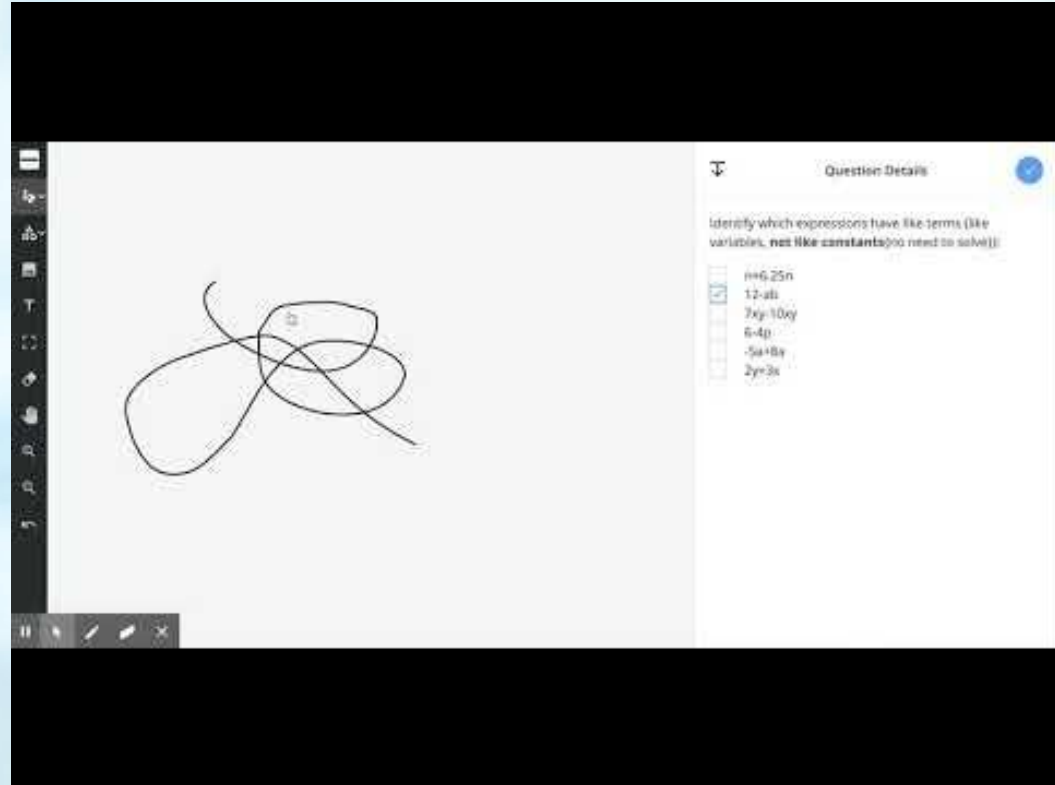 Question Details
Identify which expressions have like terms (like
variables, not like constants(no need to solve)):
n+6.25n
12-ab
7xy-10xy
6-4p
-5a+8a
2y+3x
T